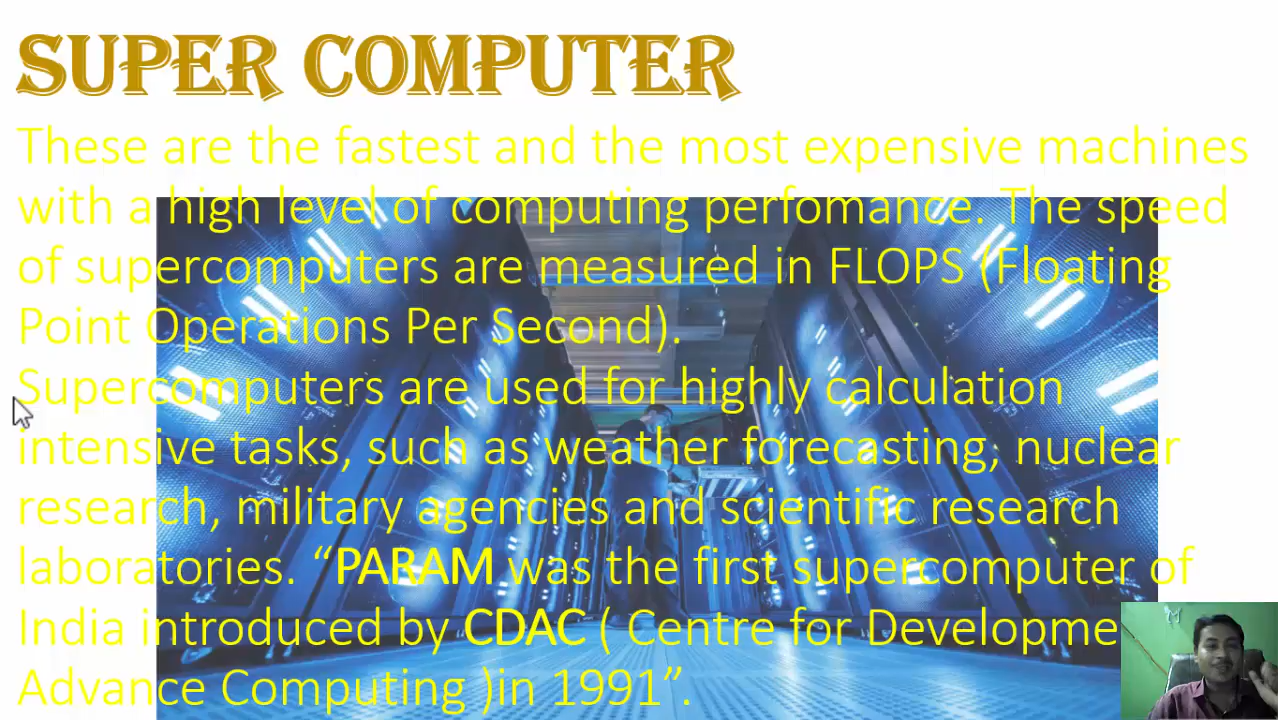 SUPER COMPUTER
These are the fastest and the most expensive machines
with a high level of computing perfomance. The speed
of supercomputers are measured in FLOPS (Floating
Point Operations Per Second).
Supercomputers are used for highly calculation
intensive tasks, such as weather forecasting, nuclear
research, military agencies and scientific research
laboratories. “PARAM was the first supercomputer of
India introduced by CDAC ( Centre for Developme
Advance Computing )in 1991”.